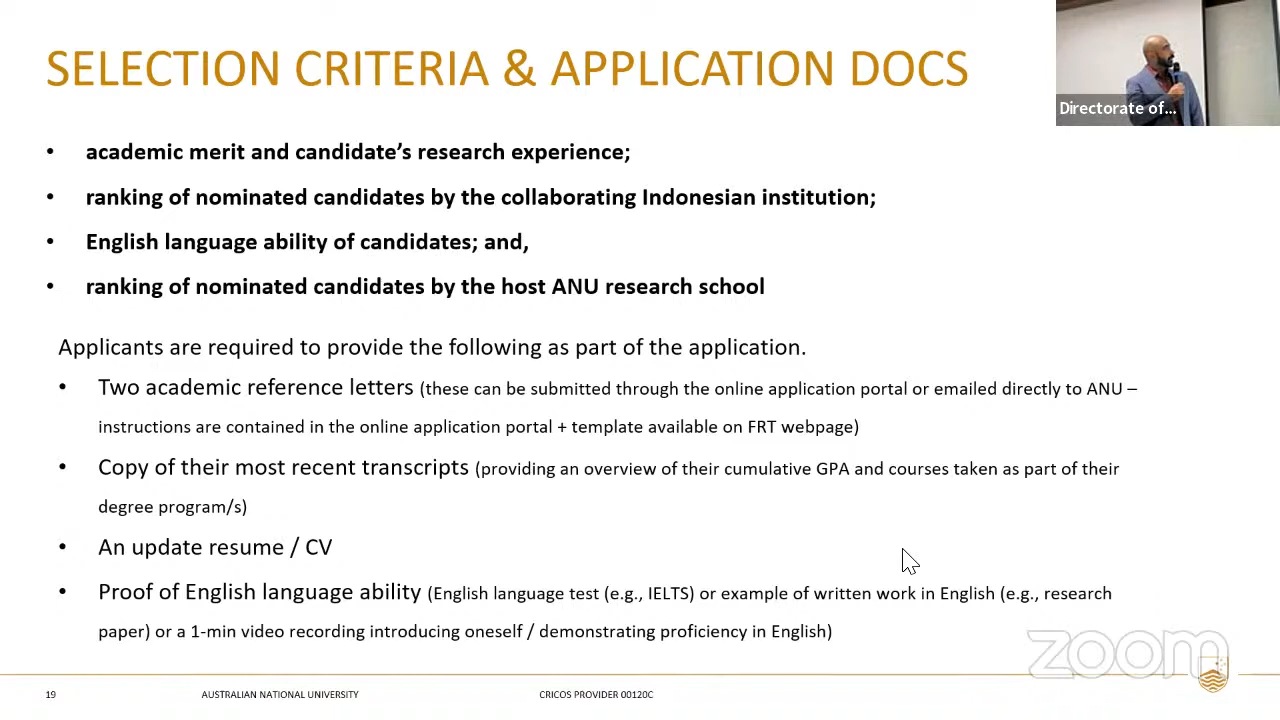 SELECTION CRITERIA & APPLICATION DOCS
Directorate of...
• academic merit and candidate’s research experience;
• ranking of nominated candidates by the collaborating Indonesian institution;
• English language ability of candidates; and,
• ranking of nominated candidates by the host ANU research school
Applicants are required to provide the following as part of the application.
• Two academic reference letters (these can be submitted through the online application portal or emailed directly to ANU –
instructions are contained in the online application portal + template available on FRT webpage)
• Copy of their most recent transcripts (providing an overview of their cumulative GPA and courses taken as part of their
degree program/s)
• An update resume / CV
• Proof of English language ability (English language test (e.g., IELTS) or example of written work in English (e.g., research
paper) or a 1-min video recording introducing oneself / demonstrating proficiency in English)
zoom
19 AUSTRALIAN NATIONAL UNIVERSITY CRICOS PROVIDER 00120C